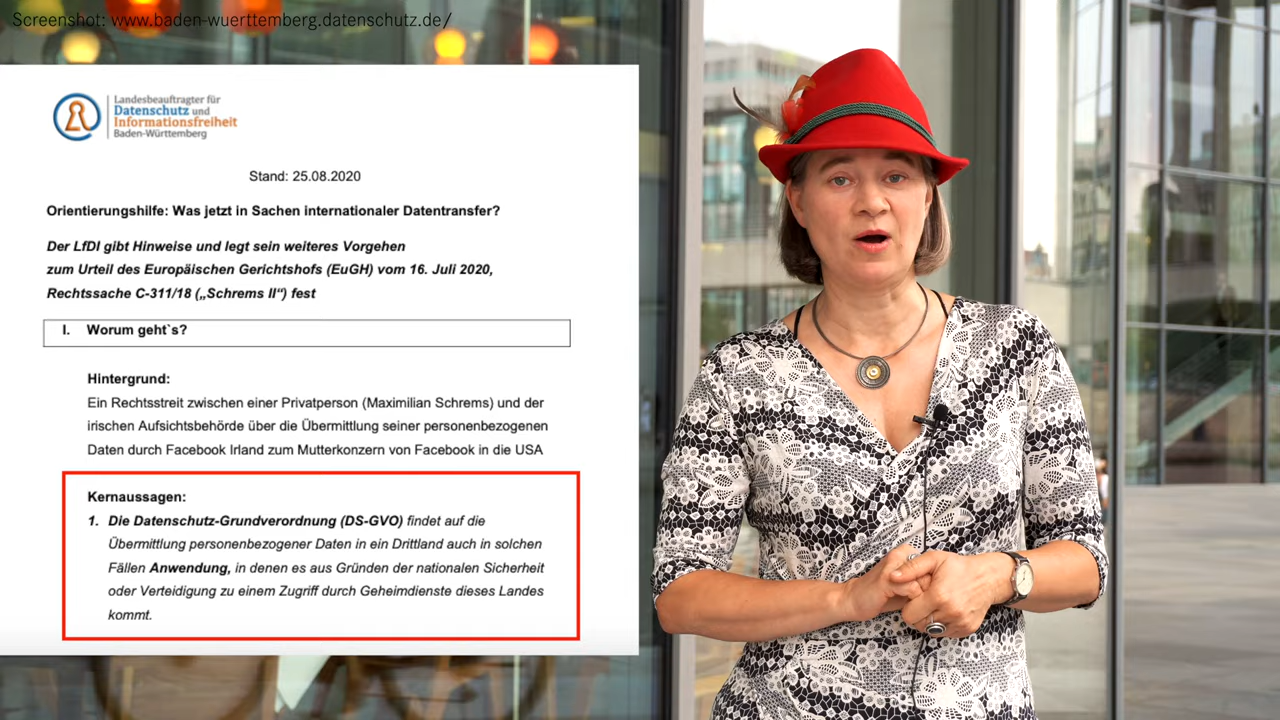 Screenshot: www.baden-wuerttemberg.datenschutz.de/
Landesbeauftragter für
Datenschutz und
Informationsfreiheit
Baden-Württemberg
Stand: 25.08.2020
Orientierungshilfe: Was jetzt in Sachen internationaler Datentransfer?
Der LfDI gibt Hinweise und legt sein weiteres Vorgehen
zum Urteil des Europäischen Gerichtshofs (EuGH) vom 16. Juli 2020,
Rechtssache C-311/18 („Schrems II“) fest
I. Worum geht`s?
Hintergrund:
Ein Rechtsstreit zwischen einer Privatperson (Maximilian Schrems) und der
irischen Aufsichtsbehörde über die Übermittlung seiner personenbezogenen
Daten durch Facebook Irland zum Mutterkonzern von Facebook in die USA
Kernaussagen:
1. Die Datenschutz-Grundverordnung (DS-GVO) findet auf die
Übermittlung personenbezogener Daten in ein Drittland auch in solchen
Fällen Anwendung, in denen es aus Gründen der nationalen Sicherheit
oder Verteidigung zu einem Zugriff durch Geheimdienste dieses Landes
kommt.